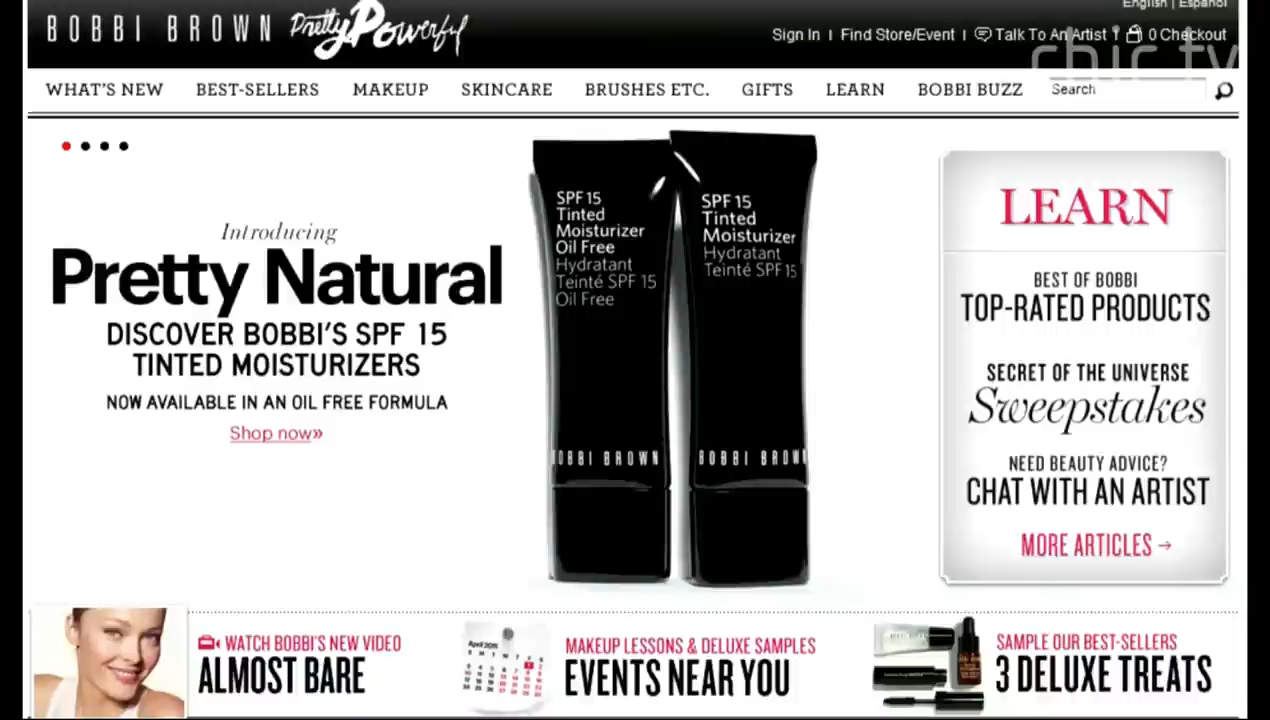 English | Español
BOBBI BROWN Pretty Powerful
Sign In | Find Store/Event | Talk To An Artist | 0 Checkout
chic.tv
WHAT'S NEW BEST-SELLERS MAKEUP SKINCARE BRUSHES ETC. GIFTS LEARN BOBBI BUZZ Search
Introducing
Pretty Natural
DISCOVER BOBBI'S SPF 15
TINTED MOISTURIZERS
NOW AVAILABLE IN AN OIL FREE FORMULA
Shop now»
SPF 15
Tinted
Moisturizer
Oil Free
Hydratant
Teinté SPF 15
Oil Free
BOBBI BROWN
SPF 15
Tinted
Moisturizer
Hydratant
Teinté SPF 15
BOBBI BROWN
LEARN
BEST OF BOBBI
TOP-RATED PRODUCTS
SECRET OF THE UNIVERSE
Sweepstakes
NEED BEAUTY ADVICE?
CHAT WITH AN ARTIST
MORE ARTICLES →
WATCH BOBBI'S NEW VIDEO
ALMOST BARE
April 2011
MAKEUP LESSONS & DELUXE SAMPLES
EVENTS NEAR YOU
SAMPLE OUR BEST-SELLERS
3 DELUXE TREATS